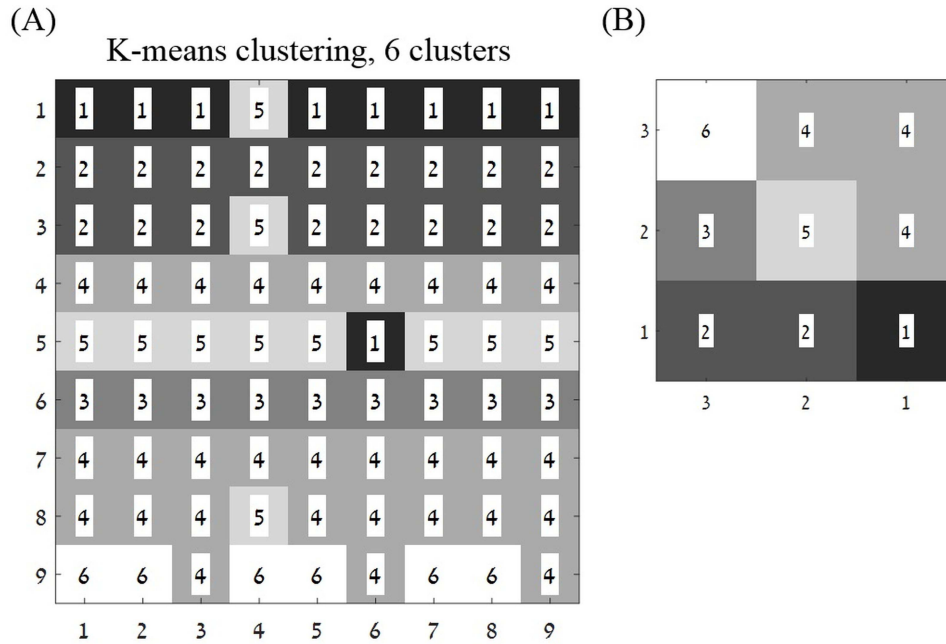 (A)
K-means clustering, 6 clusters
1 1 1 1 5 1 1 1 1 1
2 2 2 2 2 2 2 2 2 2
3 2 2 2 5 2 2 2 2 2
4 4 4 4 4 4 4 4 4 4
5 5 5 5 5 5 1 5 5 5
6 3 3 3 3 3 3 3 3 3
7 4 4 4 4 4 4 4 4 4
8 4 4 4 5 4 4 4 4 4
9 6 6 4 6 6 4 6 6 4
1 2 3 4 5 6 7 8 9
(B)
3 6 4 4
2 3 5 4
1 2 2 1
3 2 1